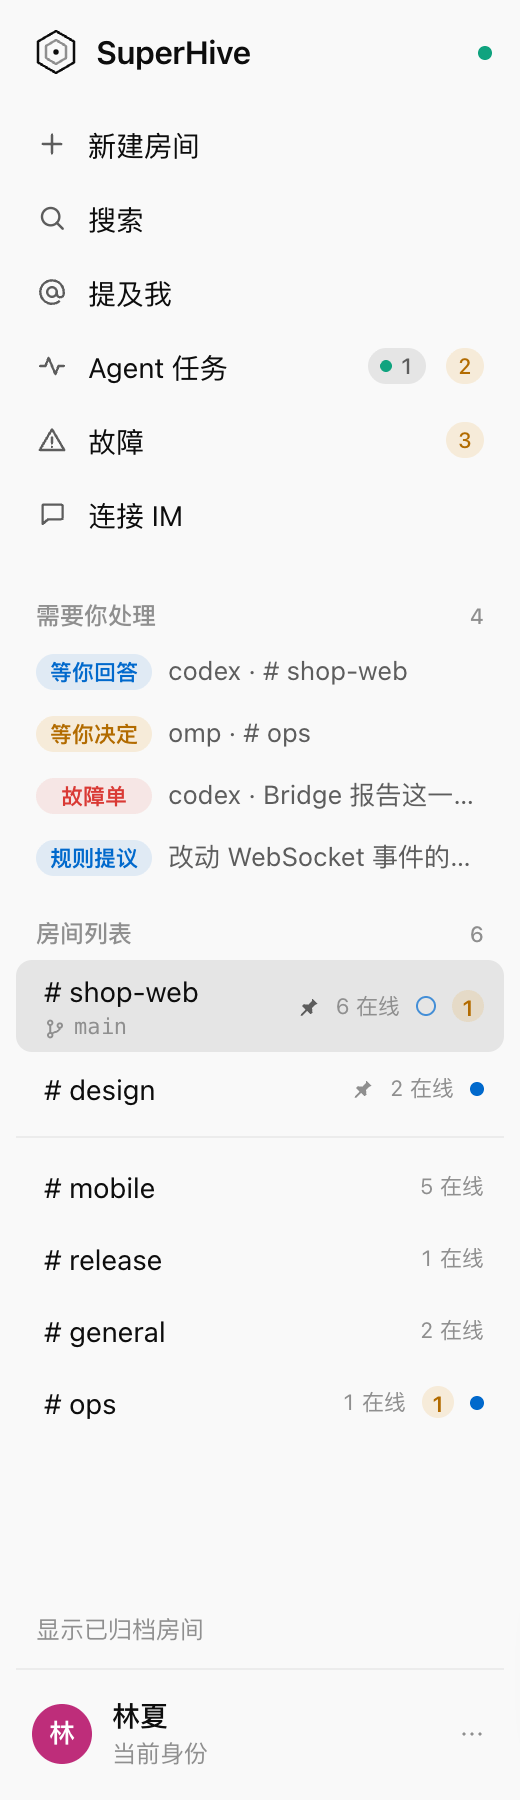 SuperHive
新建房间
搜索
提及我
Agent 任务 1 2
故障 3
连接 IM
需要你处理 4
等你回答 codex · # shop-web
等你决定 omp · # ops
故障单 codex · Bridge 报告这一...
规则提议 改动 WebSocket 事件的...
房间列表 6
# shop-web 6 在线 1
main
# design 2 在线
# mobile 5 在线
# release 1 在线
# general 2 在线
# ops 1 在线 1
显示已归档房间
林 林夏
当前身份